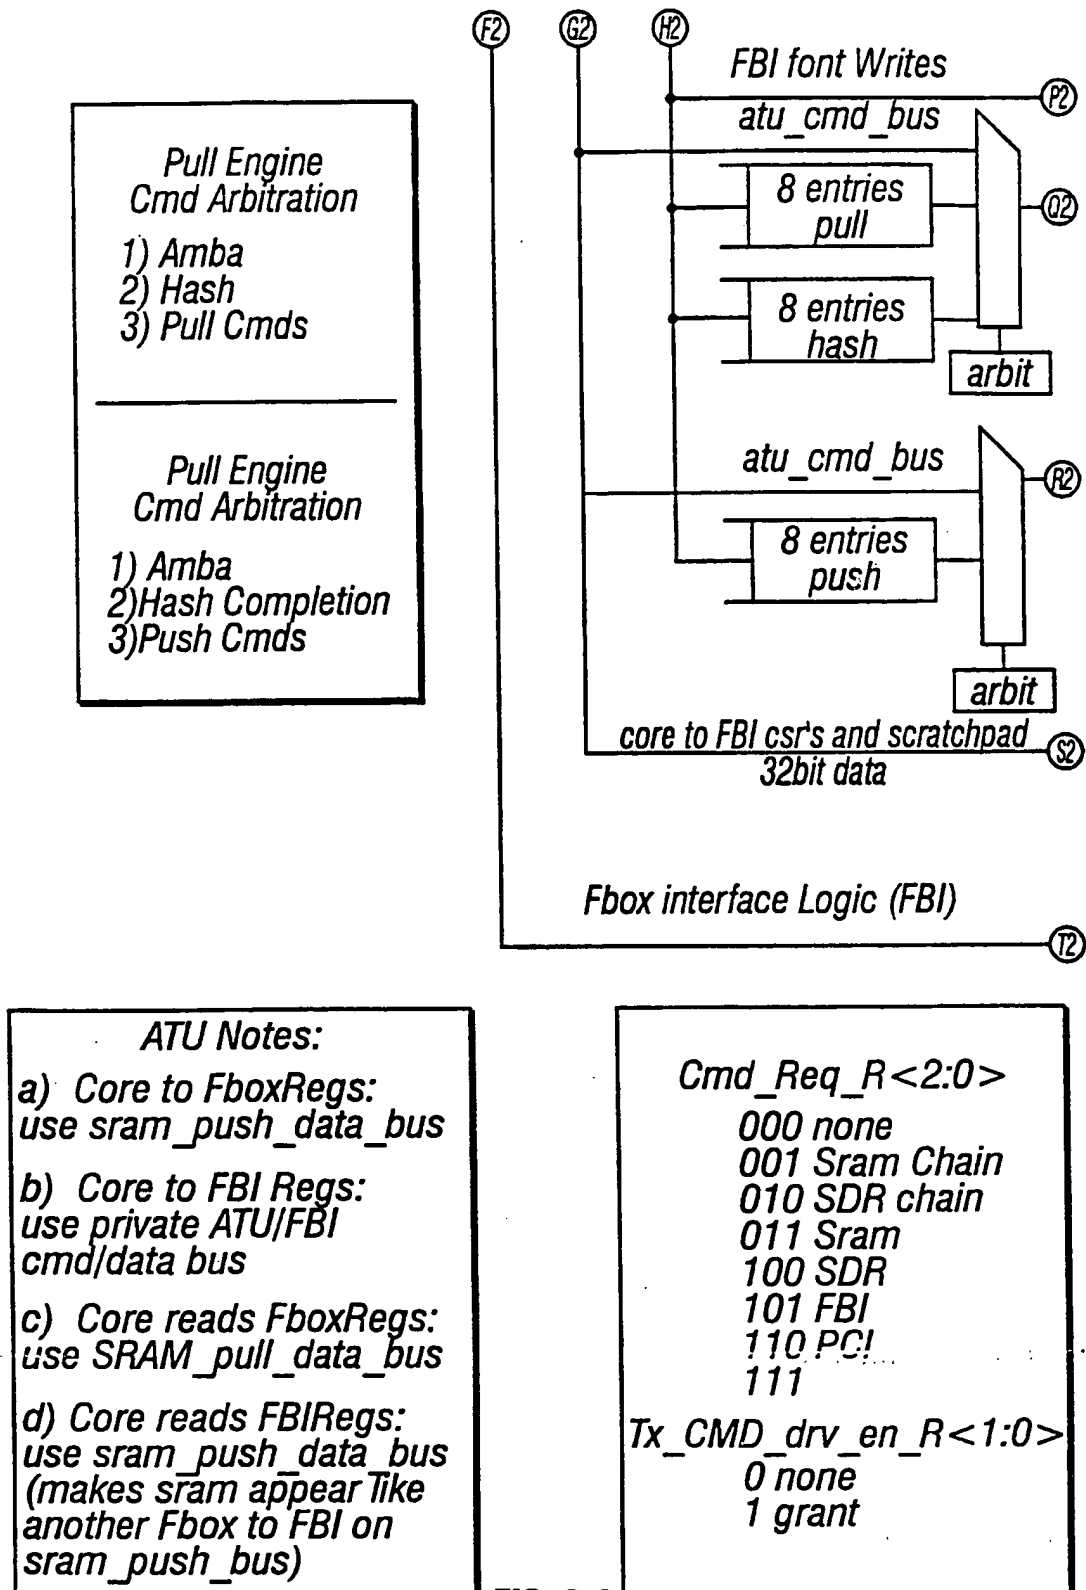 F2
G2
H2
FBI font Writes
P2
atu_cmd_bus
8 entries
pull
Q2
8 entries
hash
arbit
Pull Engine
Cmd Arbitration
1) Amba
2) Hash
3) Pull Cmds
Pull Engine
Cmd Arbitration
1) Amba
2)Hash Completion
3)Push Cmds
atu_cmd_bus
R2
8 entries
push
arbit
core to FBI csr's and scratchpad
32bit data
S2
Fbox interface Logic (FBI)
T2
ATU Notes:
a) Core to FboxRegs:
use sram_push_data_bus
b) Core to FBI Regs:
use private ATU/FBI
cmd/data bus
c) Core reads FboxRegs:
use SRAM_pull_data_bus
d) Core reads FBIRegs:
use sram_push_data_bus
(makes sram appear like
another Fbox to FBI on
sram_push_bus)
Cmd_Req_R<2:0>
000 none
001 Sram Chain
010 SDR chain
011 Sram
100 SDR
101 FBI
110 PCI
111
Tx_CMD_drv_en_R<1:0>
0 none
1 grant